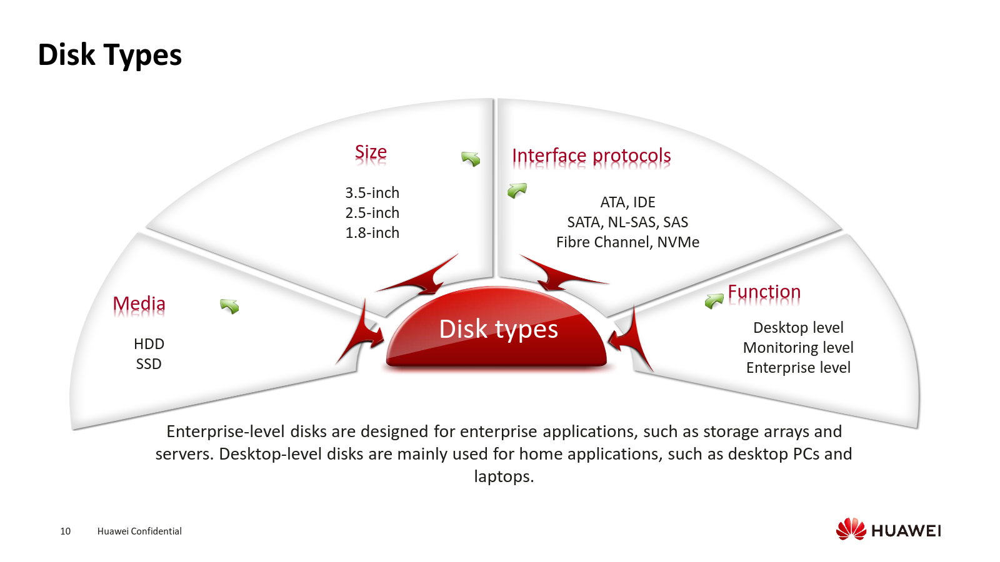 Disk Types
Size
3.5-inch
2.5-inch
1.8-inch
Interface protocols
ATA, IDE
SATA, NL-SAS, SAS
Fibre Channel, NVMe
Media
HDD
SSD
Function
Desktop level
Monitoring level
Enterprise level
Disk types
Enterprise-level disks are designed for enterprise applications, such as storage arrays and
servers. Desktop-level disks are mainly used for home applications, such as desktop PCs and
laptops.
10
Huawei Confidential
HUAWEI